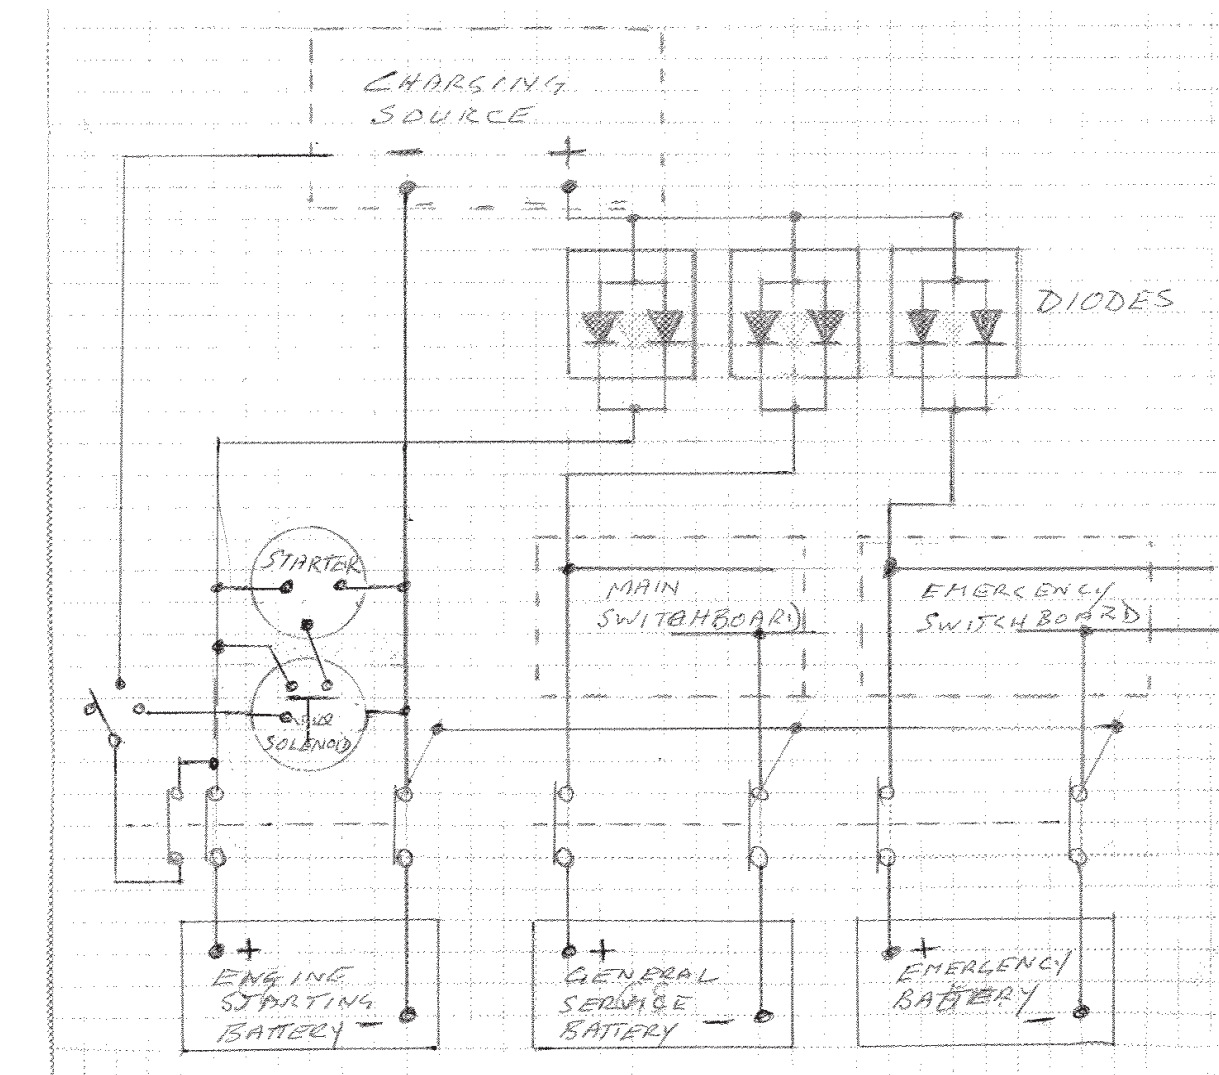 CHARGING
SOURCE
− +
DIODES
STARTER
MAIN
SWITCHBOARD
EMERGENCY
SWITCHBOARD
SOLENOID
+
ENGINE
STARTING
BATTERY −
+
GENERAL
SERVICE
BATTERY −
+
EMERGENCY
BATTERY −